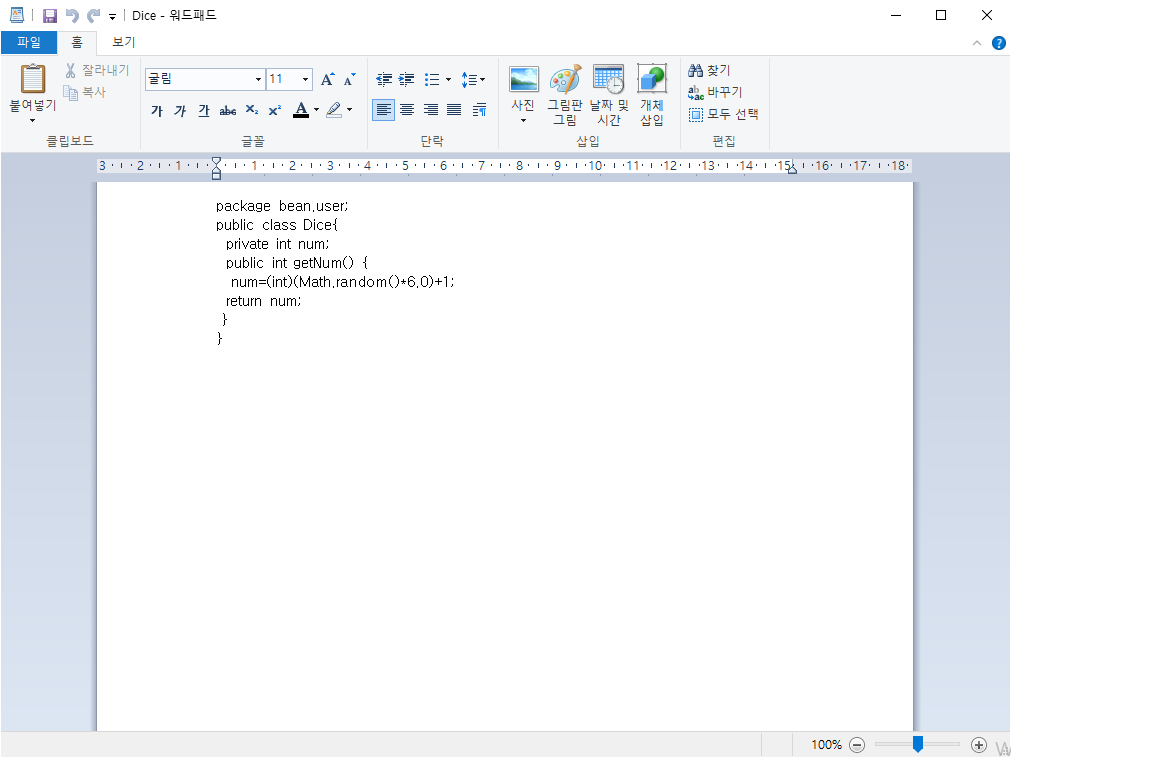 Dice - 워드패드
파일 홈 보기
붙여넣기
잘라내기
복사
클립보드
굴림 11
가 가 가 abc X₂ X² A
글꼴
단락
사진
그림판 그림
날짜 및 시간
개체 삽입
삽입
찾기
바꾸기
모두 선택
편집
3 2 1 1 2 3 4 5 6 7 8 9 10 11 12 13 14 15 16 17 18
package bean.user;
public class Dice{
private int num;
public int getNum() {
num=(int)(Math.random()*6.0)+1;
return num;
}
}
100%